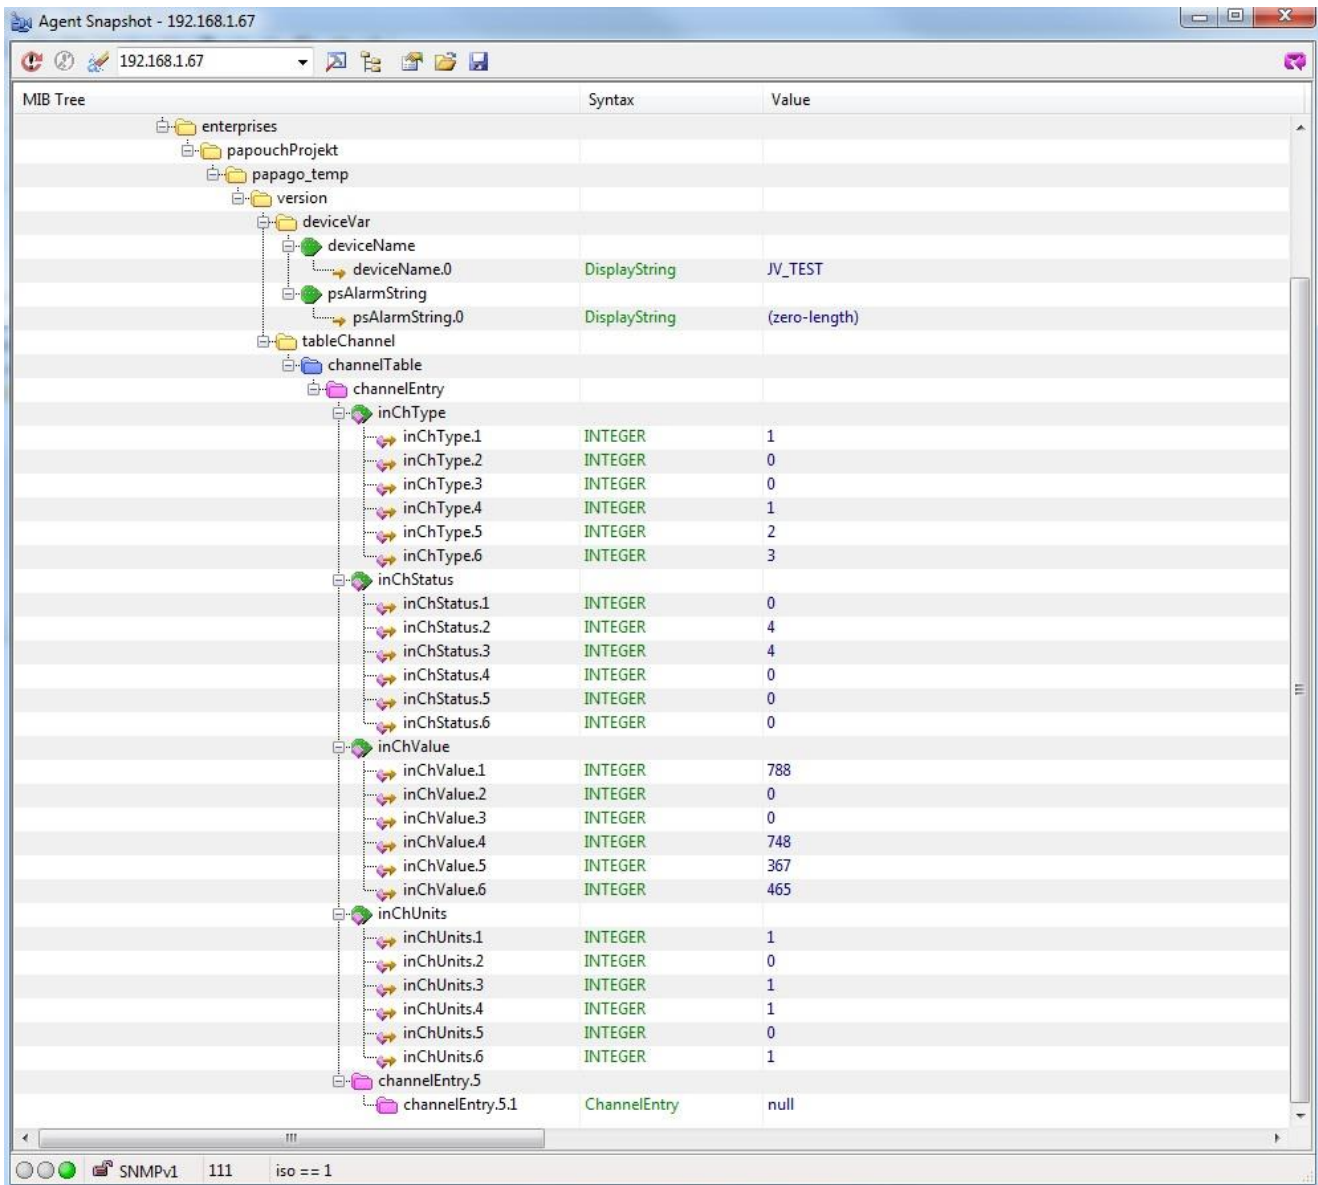 Agent Snapshot - 192.168.1.67
192.168.1.67
MIB Tree Syntax Value
enterprises
papouchProjekt
papago_temp
version
deviceVar
deviceName
deviceName.0 DisplayString JV_TEST
psAlarmString
psAlarmString.0 DisplayString (zero-length)
tableChannel
channelTable
channelEntry
inChType
inChType.1 INTEGER 1
inChType.2 INTEGER 0
inChType.3 INTEGER 0
inChType.4 INTEGER 1
inChType.5 INTEGER 2
inChType.6 INTEGER 3
inChStatus
inChStatus.1 INTEGER 0
inChStatus.2 INTEGER 4
inChStatus.3 INTEGER 4
inChStatus.4 INTEGER 0
inChStatus.5 INTEGER 0
inChStatus.6 INTEGER 0
inChValue
inChValue.1 INTEGER 788
inChValue.2 INTEGER 0
inChValue.3 INTEGER 0
inChValue.4 INTEGER 748
inChValue.5 INTEGER 367
inChValue.6 INTEGER 465
inChUnits
inChUnits.1 INTEGER 1
inChUnits.2 INTEGER 0
inChUnits.3 INTEGER 1
inChUnits.4 INTEGER 1
inChUnits.5 INTEGER 0
inChUnits.6 INTEGER 1
channelEntry.5
channelEntry.5.1 ChannelEntry null
SNMPv1 111 iso == 1